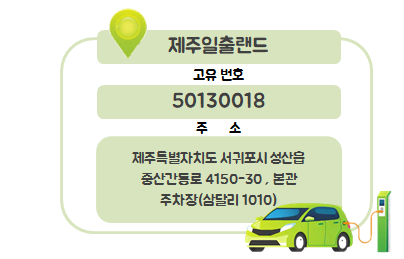 제주일출랜드
고유 번호
50130018
주 소
제주특별자치도 서귀포시 성산읍
중산간동로 4150-30 , 본관
주차장(삼달리 1010)